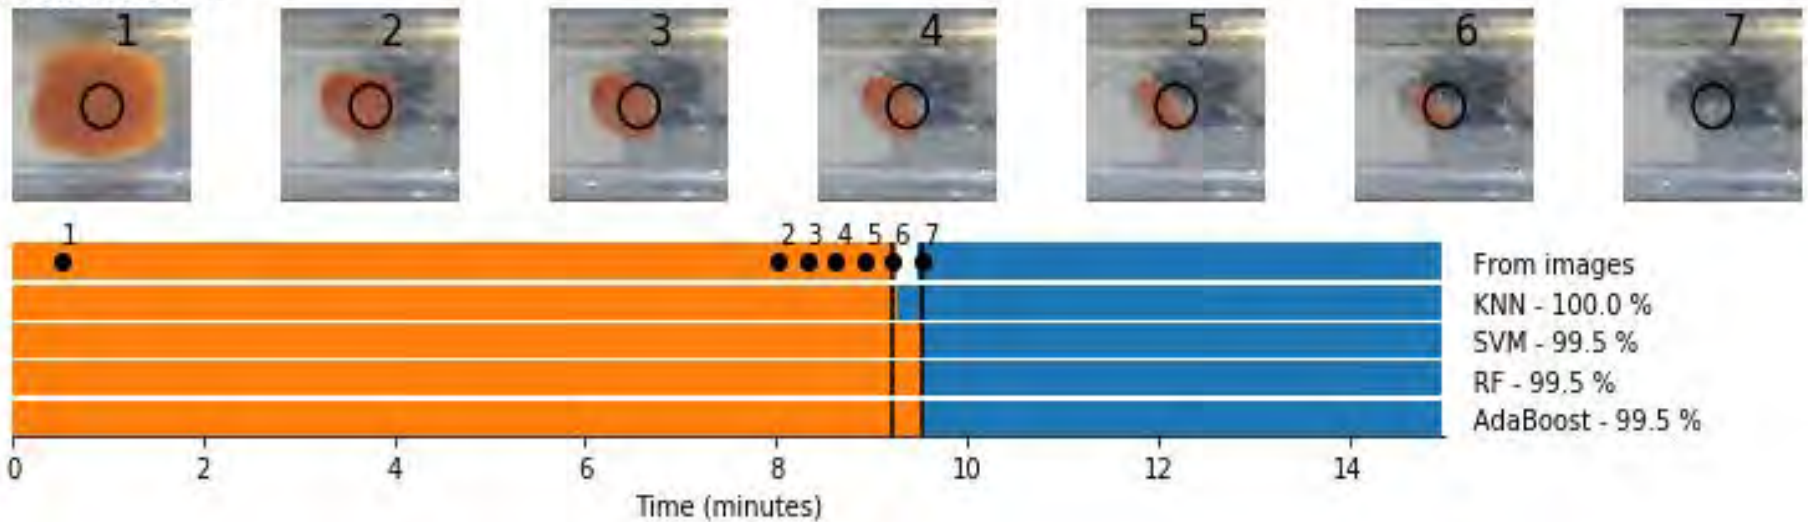 1 2 3 4 5 6 7
1 2 3 4 5 6 7
From images
KNN - 100.0 %
SVM - 99.5 %
RF - 99.5 %
AdaBoost - 99.5 %
0 2 4 6 8 10 12 14
Time (minutes)